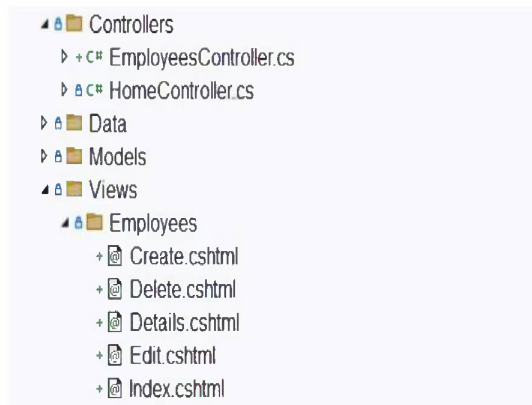 Controllers
+ C# EmployeesController.cs
C# HomeController.cs
Data
Models
Views
Employees
+ @ Create.cshtml
+ @ Delete.cshtml
+ @ Details.cshtml
+ @ Edit.cshtml
+ @ Index.cshtml